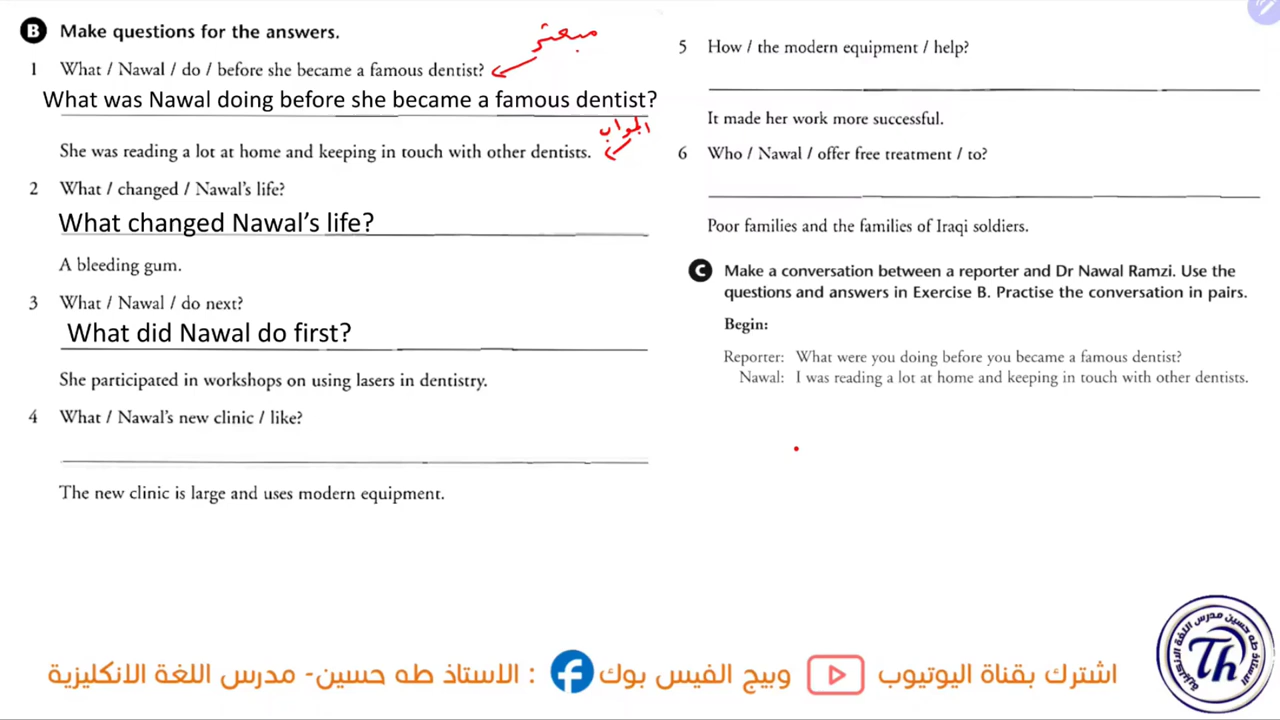 B Make questions for the answers.
مبعثر
1 What / Nawal / do / before she became a famous dentist?
What was Nawal doing before she became a famous dentist?
الجواب
She was reading a lot at home and keeping in touch with other dentists.
2 What / changed / Nawal's life?
What changed Nawal's life?
A bleeding gum.
3 What / Nawal / do next?
What did Nawal do first?
She participated in workshops on using lasers in dentistry.
4 What / Nawal's new clinic / like?
The new clinic is large and uses modern equipment.
5 How / the modern equipment / help?
It made her work more successful.
6 Who / Nawal / offer free treatment / to?
Poor families and the families of Iraqi soldiers.
C Make a conversation between a reporter and Dr Nawal Ramzi. Use the
questions and answers in Exercise B. Practise the conversation in pairs.
Begin:
Reporter: What were you doing before you became a famous dentist?
Nawal: I was reading a lot at home and keeping in touch with other dentists.
اشترك بقناة اليوتيوب وبيج الفيس بوك : الاستاذ طه حسين- مدرس اللغة الانكليزية
الاستاذ طه حسين مدرس اللغة الانكليزية
Th